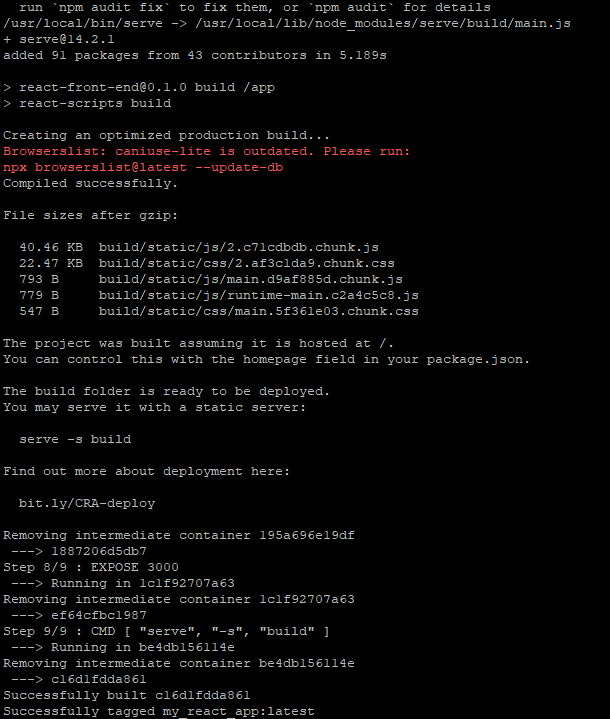 run `npm audit fix` to fix them, or `npm audit` for details
/usr/local/bin/serve -> /usr/local/lib/node_modules/serve/build/main.js
+ serve@14.2.1
added 91 packages from 43 contributors in 5.189s
> react-front-end@0.1.0 build /app
> react-scripts build
Creating an optimized production build...
Browserslist: caniuse-lite is outdated. Please run:
npx browserslist@latest --update-db
Compiled successfully.
File sizes after gzip:
40.46 KB  build/static/js/2.c71cdbdb.chunk.js
22.47 KB  build/static/css/2.af3c1da9.chunk.css
793 B     build/static/js/main.d9af885d.chunk.js
779 B     build/static/js/runtime-main.c2a4c5c8.js
547 B     build/static/css/main.5f361e03.chunk.css
The project was built assuming it is hosted at /.
You can control this with the homepage field in your package.json.
The build folder is ready to be deployed.
You may serve it with a static server:
serve -s build
Find out more about deployment here:
bit.ly/CRA-deploy
Removing intermediate container 195a696e19df
---> 1887206d5db7
Step 8/9 : EXPOSE 3000
---> Running in 1c1f92707a63
Removing intermediate container 1c1f92707a63
---> ef64cfbc1987
Step 9/9 : CMD [ "serve", "-s", "build" ]
---> Running in be4db156114e
Removing intermediate container be4db156114e
---> c16d1fdda861
Successfully built c16d1fdda861
Successfully tagged my_react_app:latest